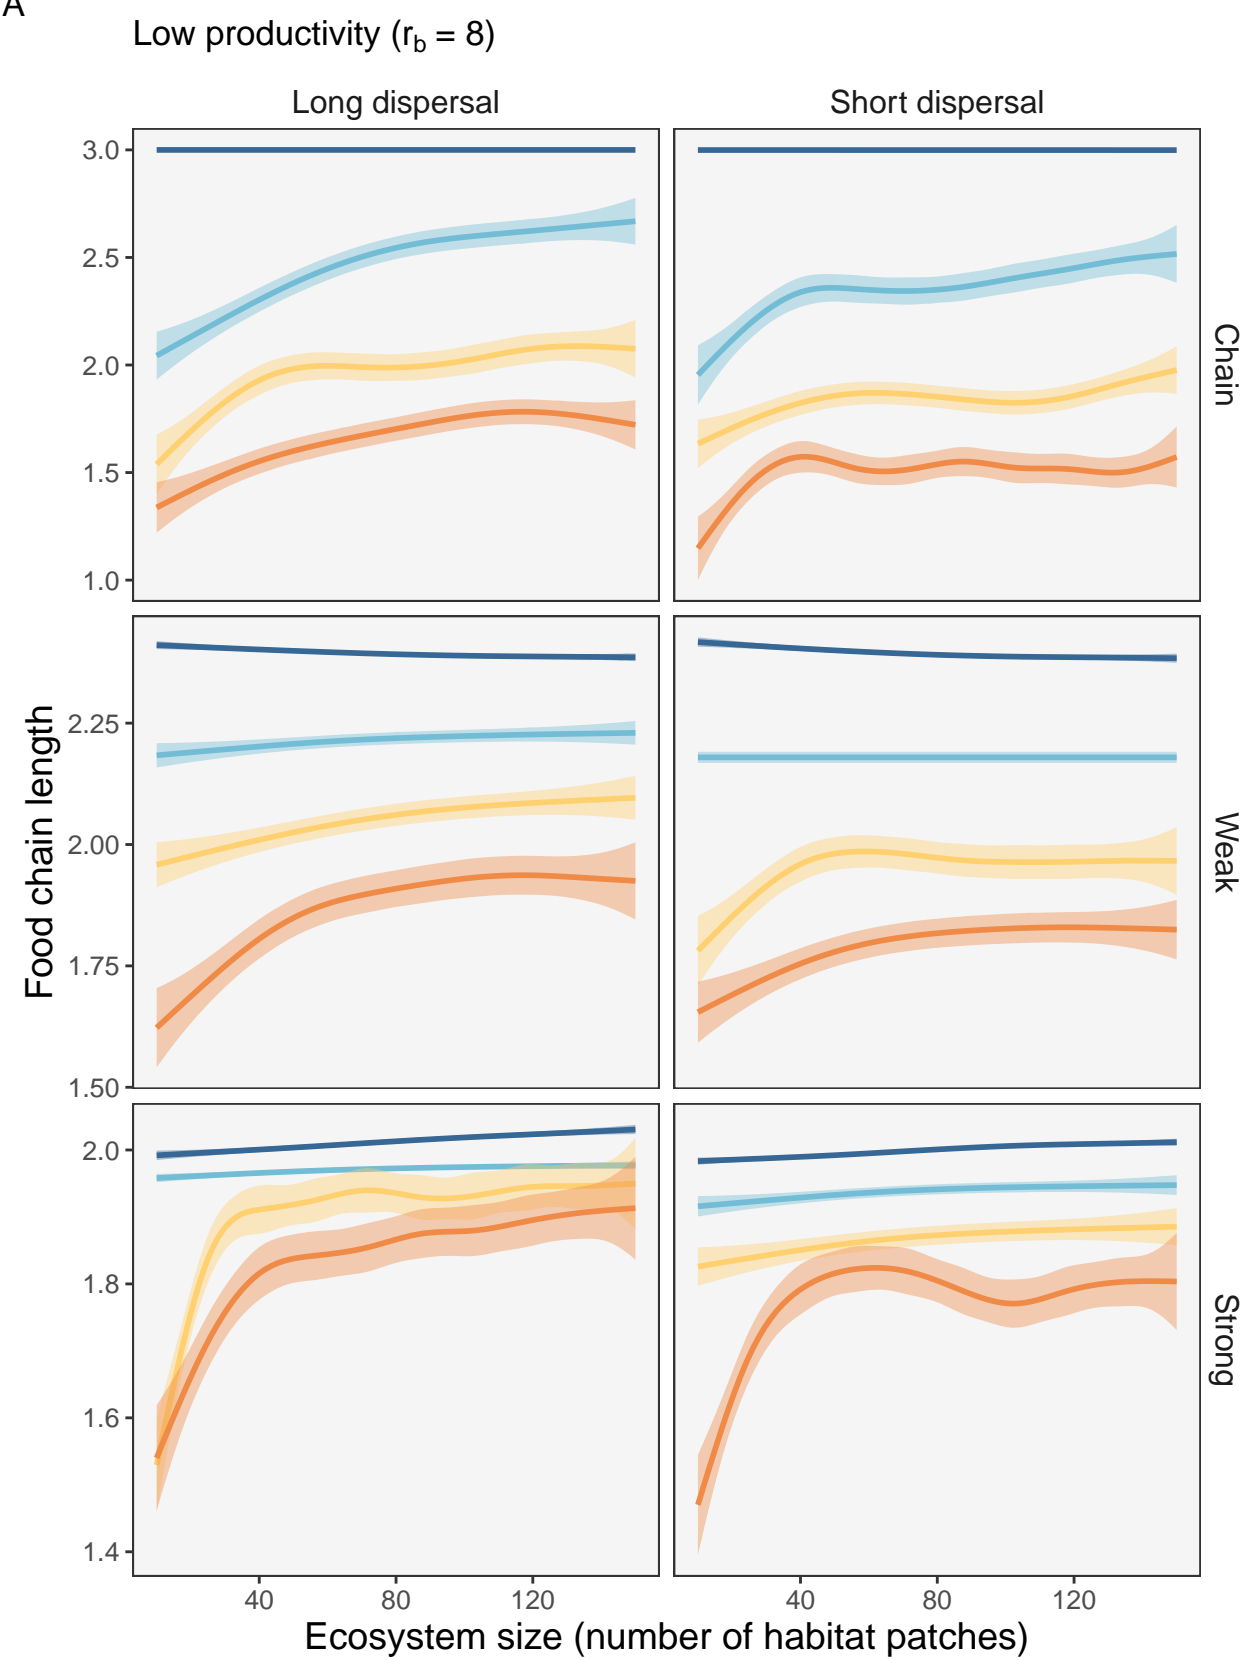 A
Low productivity (r_b = 8)
Long dispersal
Short dispersal
3.0
2.5
2.0
1.5
1.0
Chain
2.25
2.00
1.75
1.50
Weak
2.0
1.8
1.6
1.4
Strong
Food chain length
40 80 120
40 80 120
Ecosystem size (number of habitat patches)